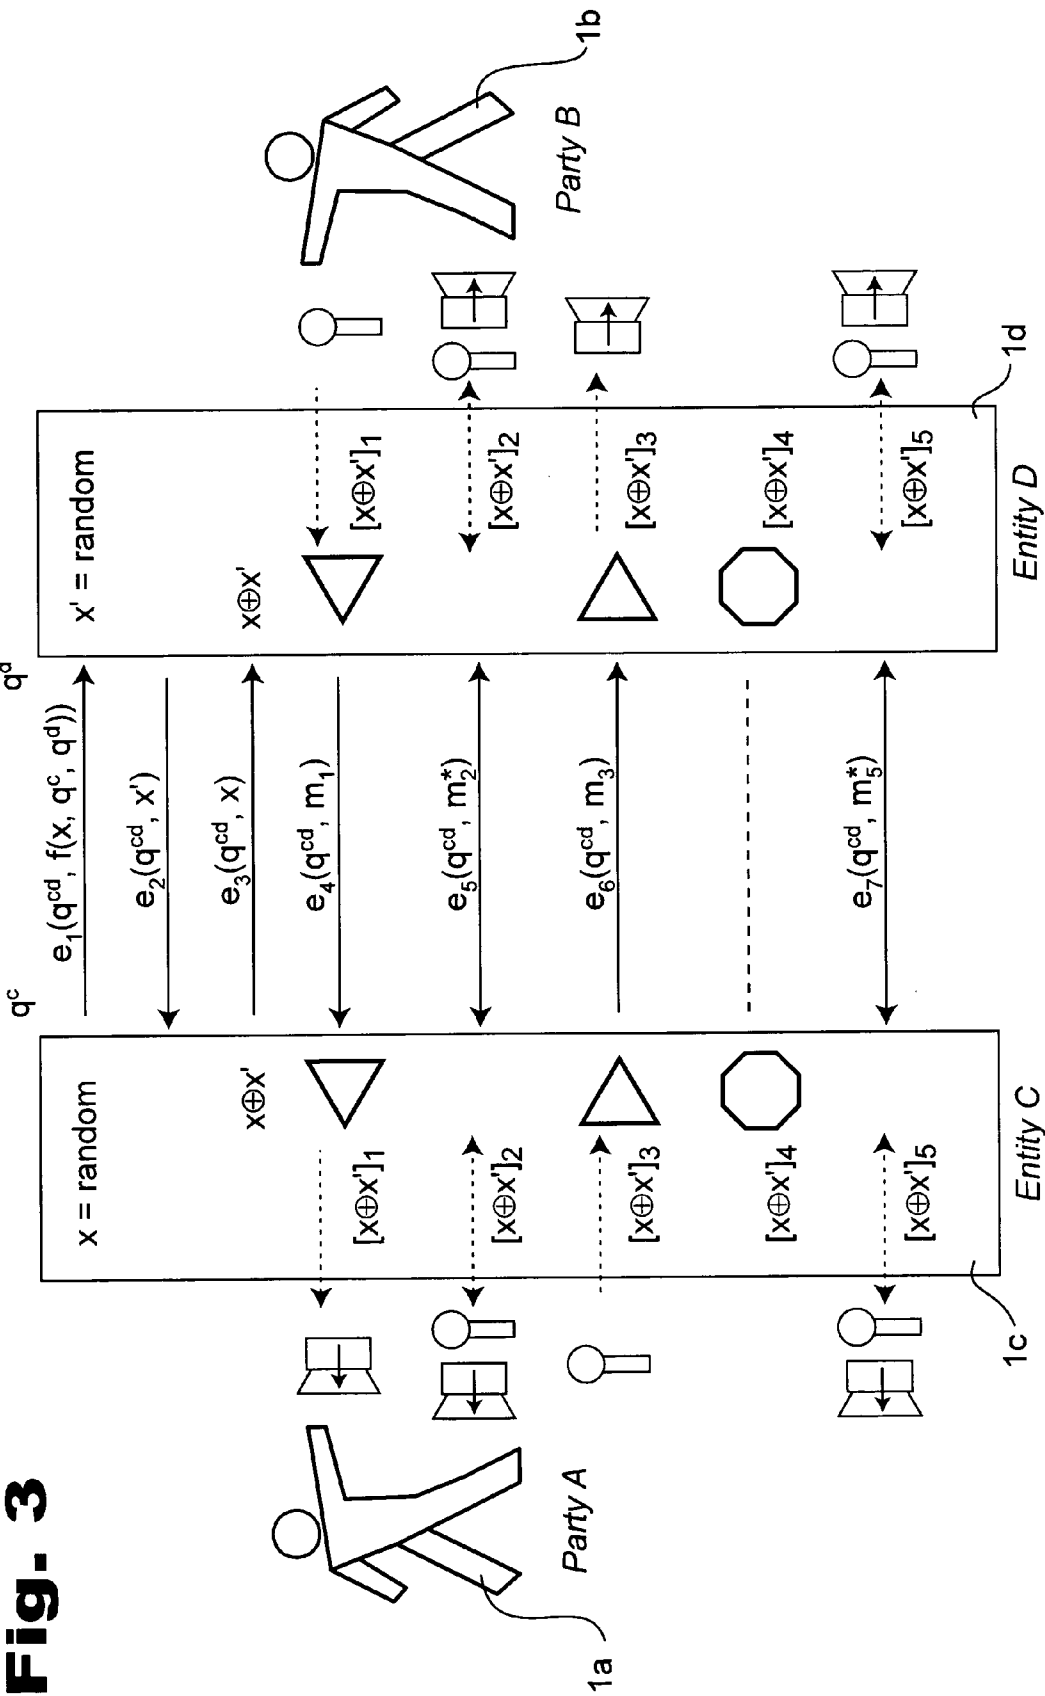 Fig. 3
q^c
q^d
x = random
e₁(q^cd, f(x, q^c, q^d))
x' = random
e₂(q^cd, x')
x⊕x'
e₃(q^cd, x)
x⊕x'
[x⊕x']₁
e₄(q^cd, m₁)
[x⊕x']₁
[x⊕x']₂
e₅(q^cd, m₂*)
[x⊕x']₂
[x⊕x']₃
e₆(q^cd, m₃)
[x⊕x']₃
[x⊕x']₄
[x⊕x']₄
[x⊕x']₅
e₇(q^cd, m₅*)
[x⊕x']₅
Party A
Party B
1a
1b
1c
1d
Entity C
Entity D